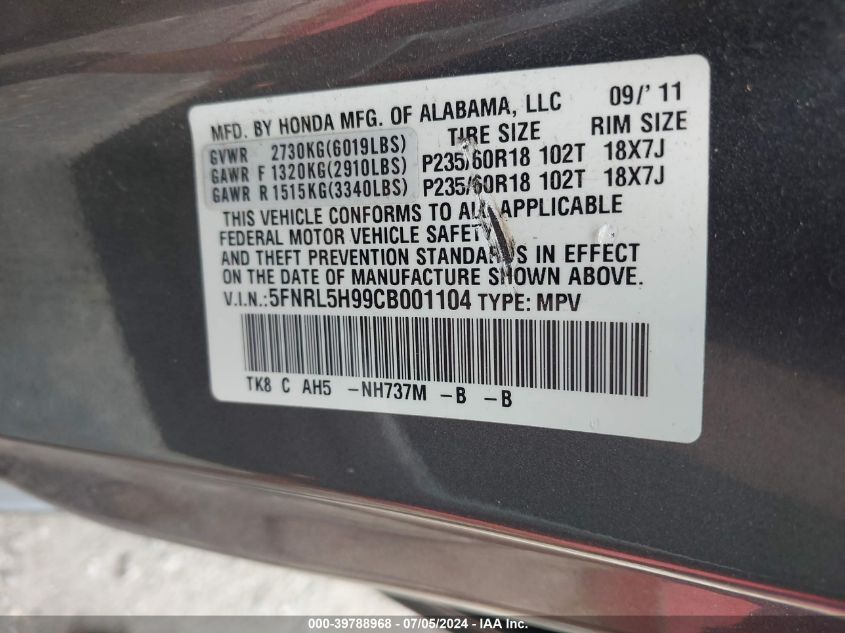 MFD. BY HONDA MFG. OF ALABAMA, LLC 09/' 11
GVWR 2730KG(6019LBS) TIRE SIZE RIM SIZE
GAWR F 1320KG(2910LBS) P235/60R18 102T 18X7J
GAWR R 1515KG(3340LBS) P235/60R18 102T 18X7J
THIS VEHICLE CONFORMS TO ALL APPLICABLE
FEDERAL MOTOR VEHICLE SAFETY
AND THEFT PREVENTION STANDARDS IN EFFECT
ON THE DATE OF MANUFACTURE SHOWN ABOVE.
V.I.N.:5FNRL5H99CB001104 TYPE: MPV
TK8 C AH5 -NH737M -B -B
000-39788968 / 07/05/2024 - IAA Inc.